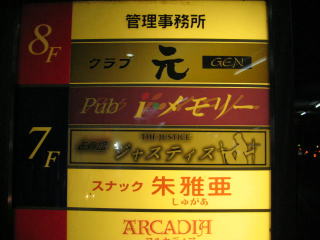 管理事務所
8F
クラブ 元 GEN
Pub's メモリー
7F
THE JUSTICE
ジャスティス
スナック 朱雅亜
しゅがあ
ARCADIA